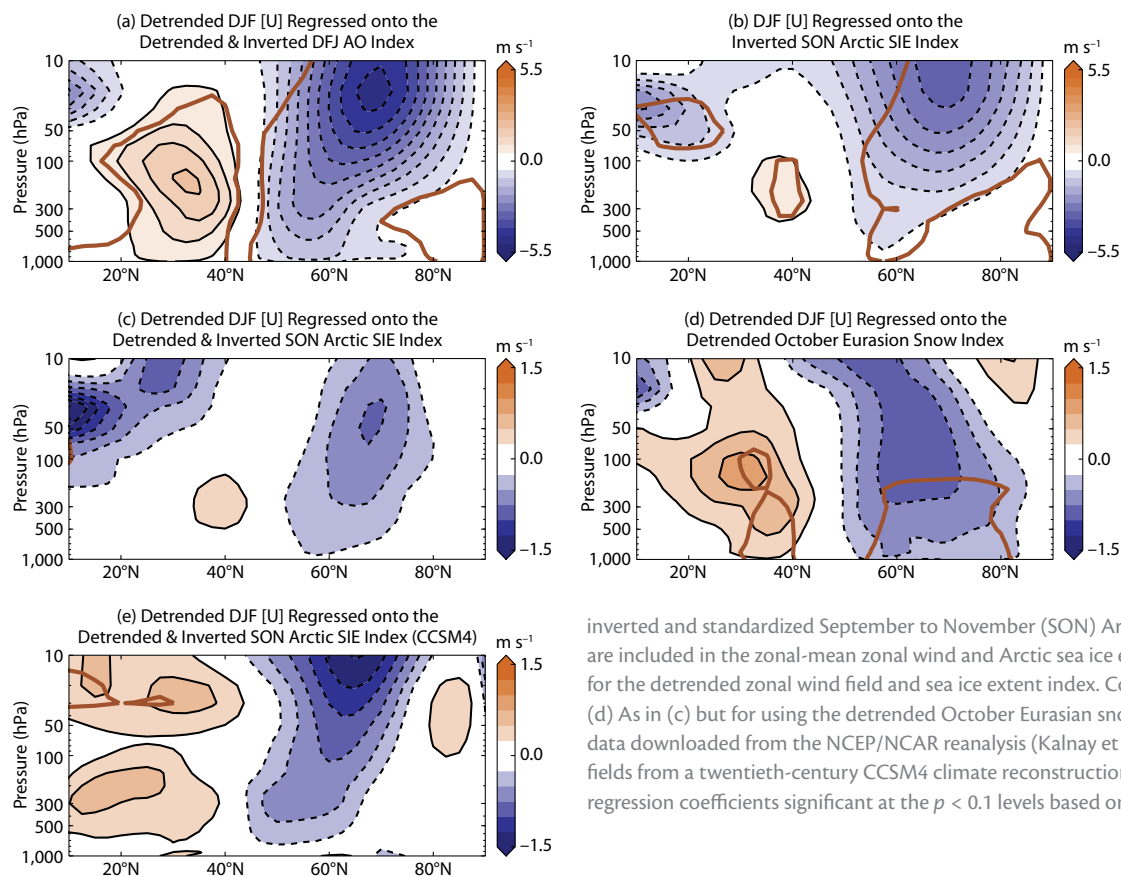 (a) Detrended DJF [U] Regressed onto the
Detrended & Inverted DFJ AO Index
m s⁻¹
10
50
100
300
500
1,000
Pressure (hPa)
20°N 40°N 60°N 80°N
5.5
0.0
−5.5
(b) DJF [U] Regressed onto the
Inverted SON Arctic SIE Index
m s⁻¹
10
50
100
300
500
1,000
Pressure (hPa)
20°N 40°N 60°N 80°N
5.5
0.0
−5.5
(c) Detrended DJF [U] Regressed onto the
Detrended & Inverted SON Arctic SIE Index
m s⁻¹
10
50
100
300
500
1,000
Pressure (hPa)
20°N 40°N 60°N 80°N
1.5
0.0
−1.5
(d) Detrended DJF [U] Regressed onto the
Detrended October Eurasion Snow Index
m s⁻¹
10
50
100
300
500
1,000
Pressure (hPa)
20°N 40°N 60°N 80°N
1.5
0.0
−1.5
(e) Detrended DJF [U] Regressed onto the
Detrended & Inverted SON Arctic SIE Index (CCSM4)
m s⁻¹
10
50
100
300
500
1,000
Pressure (hPa)
20°N 40°N 60°N 80°N
1.5
0.0
−1.5
inverted and standardized September to November (SON) Ar
are included in the zonal-mean zonal wind and Arctic sea ice e
for the detrended zonal wind field and sea ice extent index. Co
(d) As in (c) but for using the detrended October Eurasian sno
data downloaded from the NCEP/NCAR reanalysis (Kalnay et
fields from a twentieth-century CCSM4 climate reconstruction
regression coefficients significant at the p < 0.1 levels based on